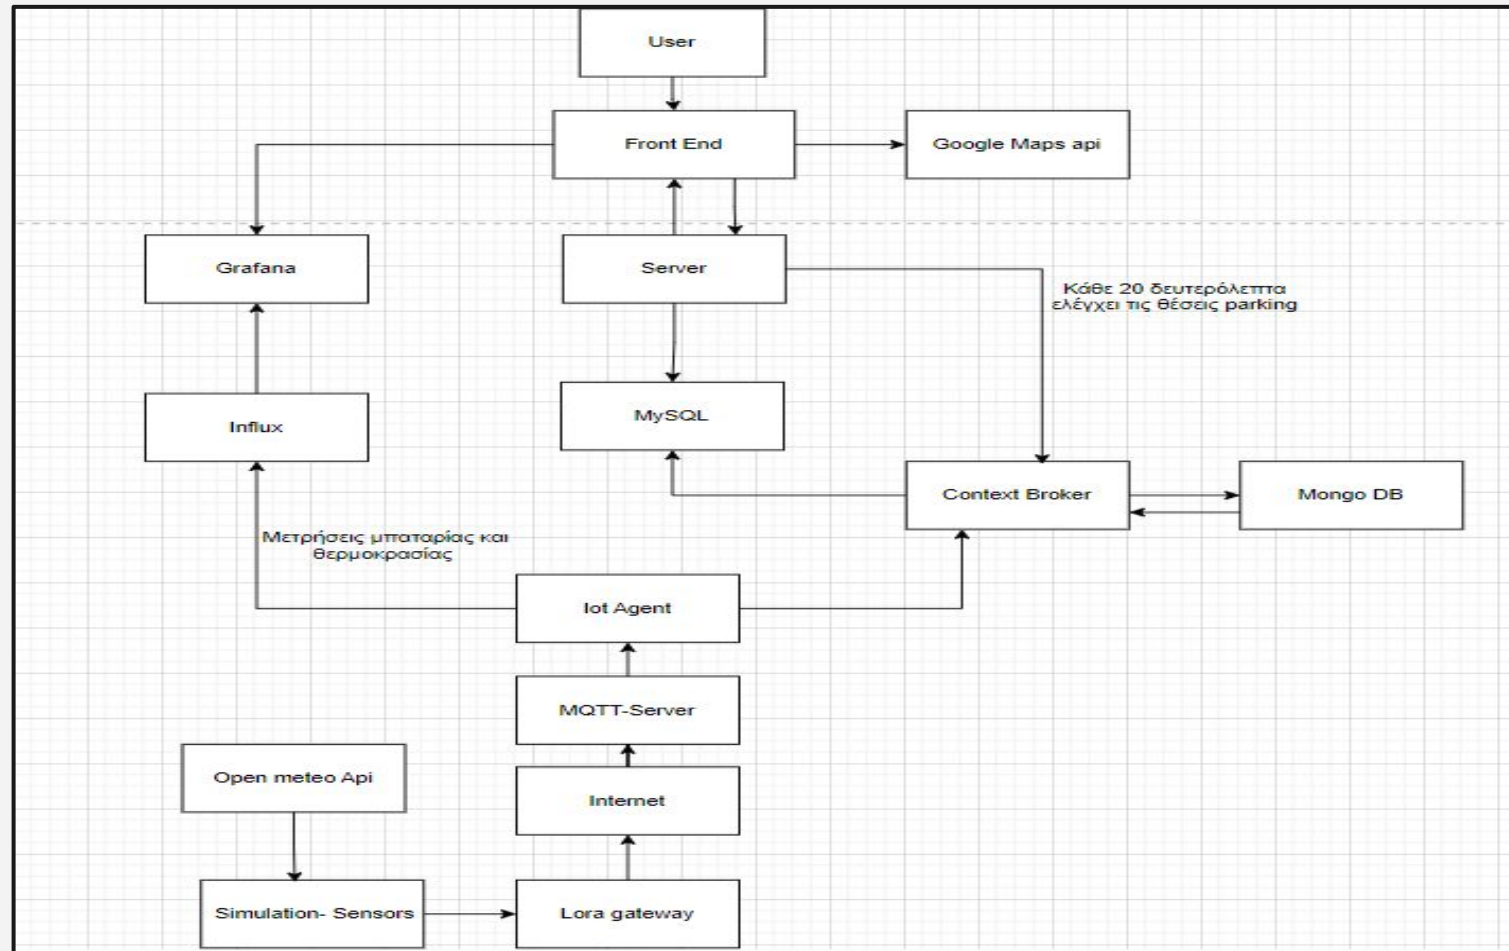 User
Front End
Google Maps api
Grafana
Server
Κάθε 20 δευτερόλεπτα
ελέγχει τις θέσεις parking
Influx
MySQL
Context Broker
Mongo DB
Μετρήσεις μπαταρίας και
θερμοκρασίας
Iot Agent
MQTT-Server
Open meteo Api
Internet
Simulation- Sensors
Lora gateway